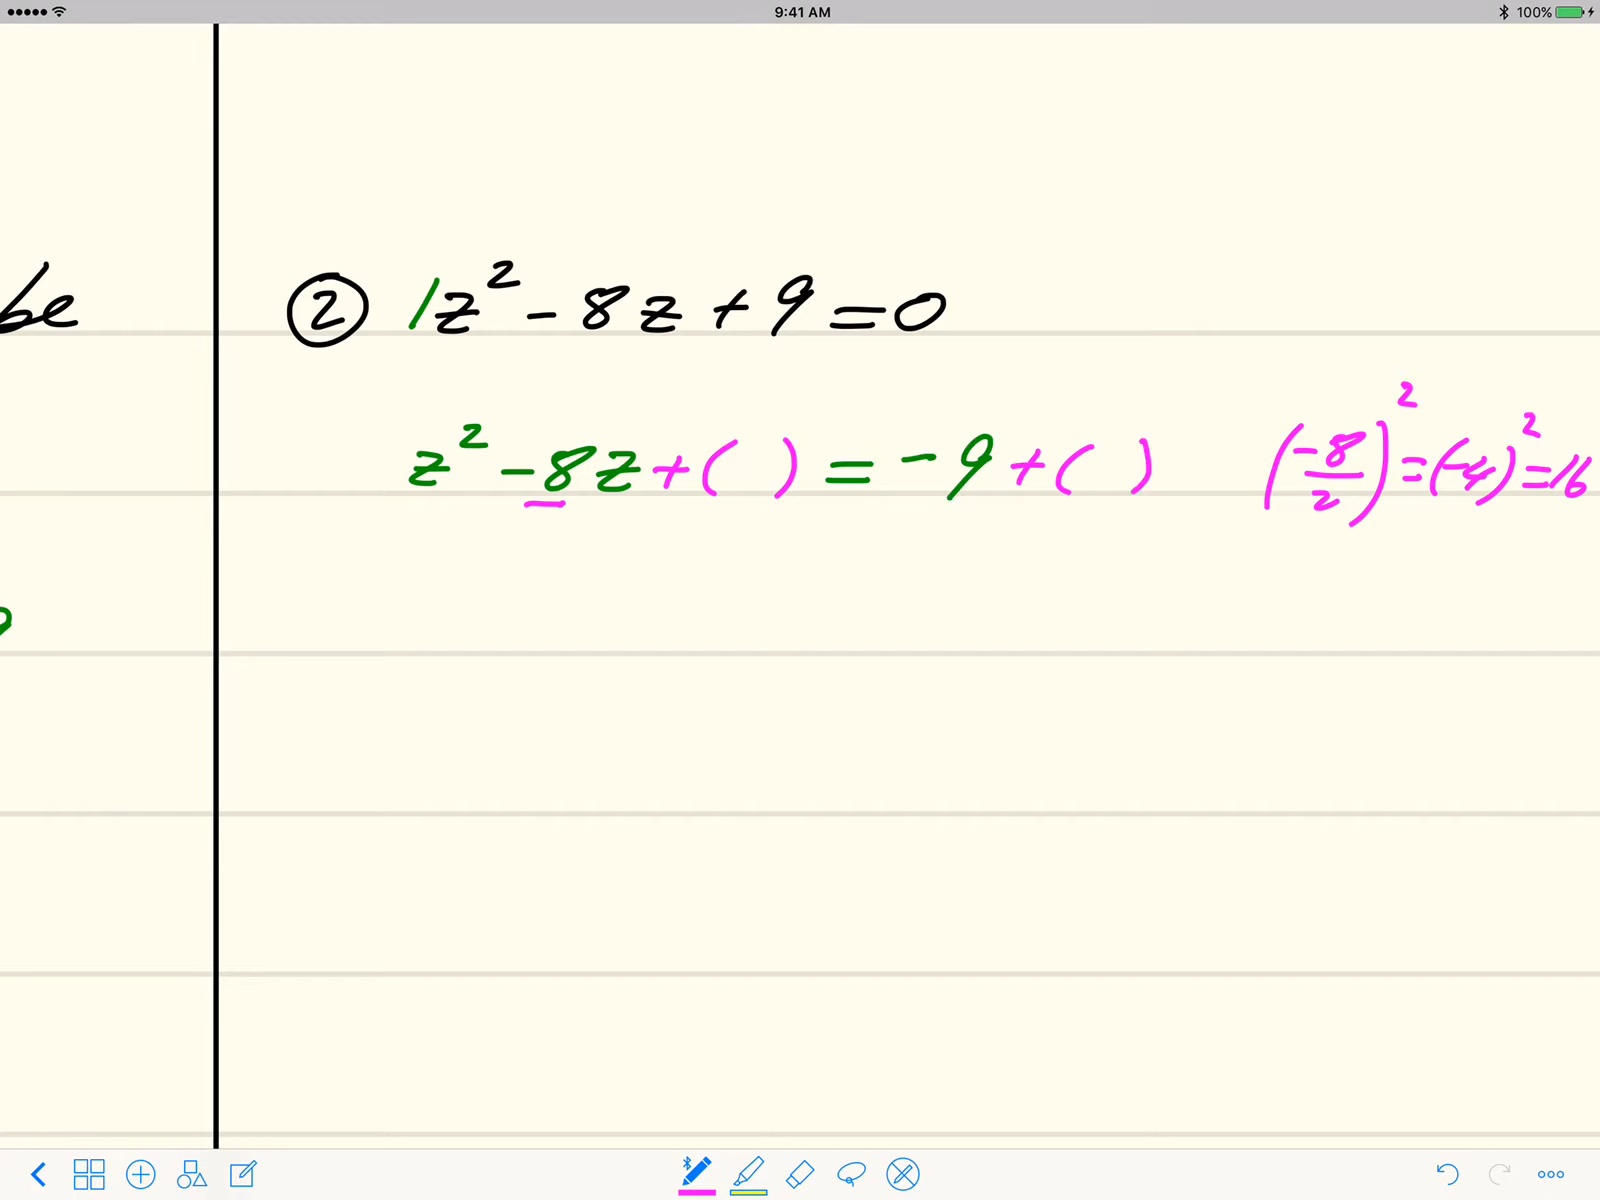 9:41 AM
100%
be
② 1z² - 8z + 9 = 0
z² - 8z + ( ) = -9 + ( ) (-8/2)² = (-4)² = 16